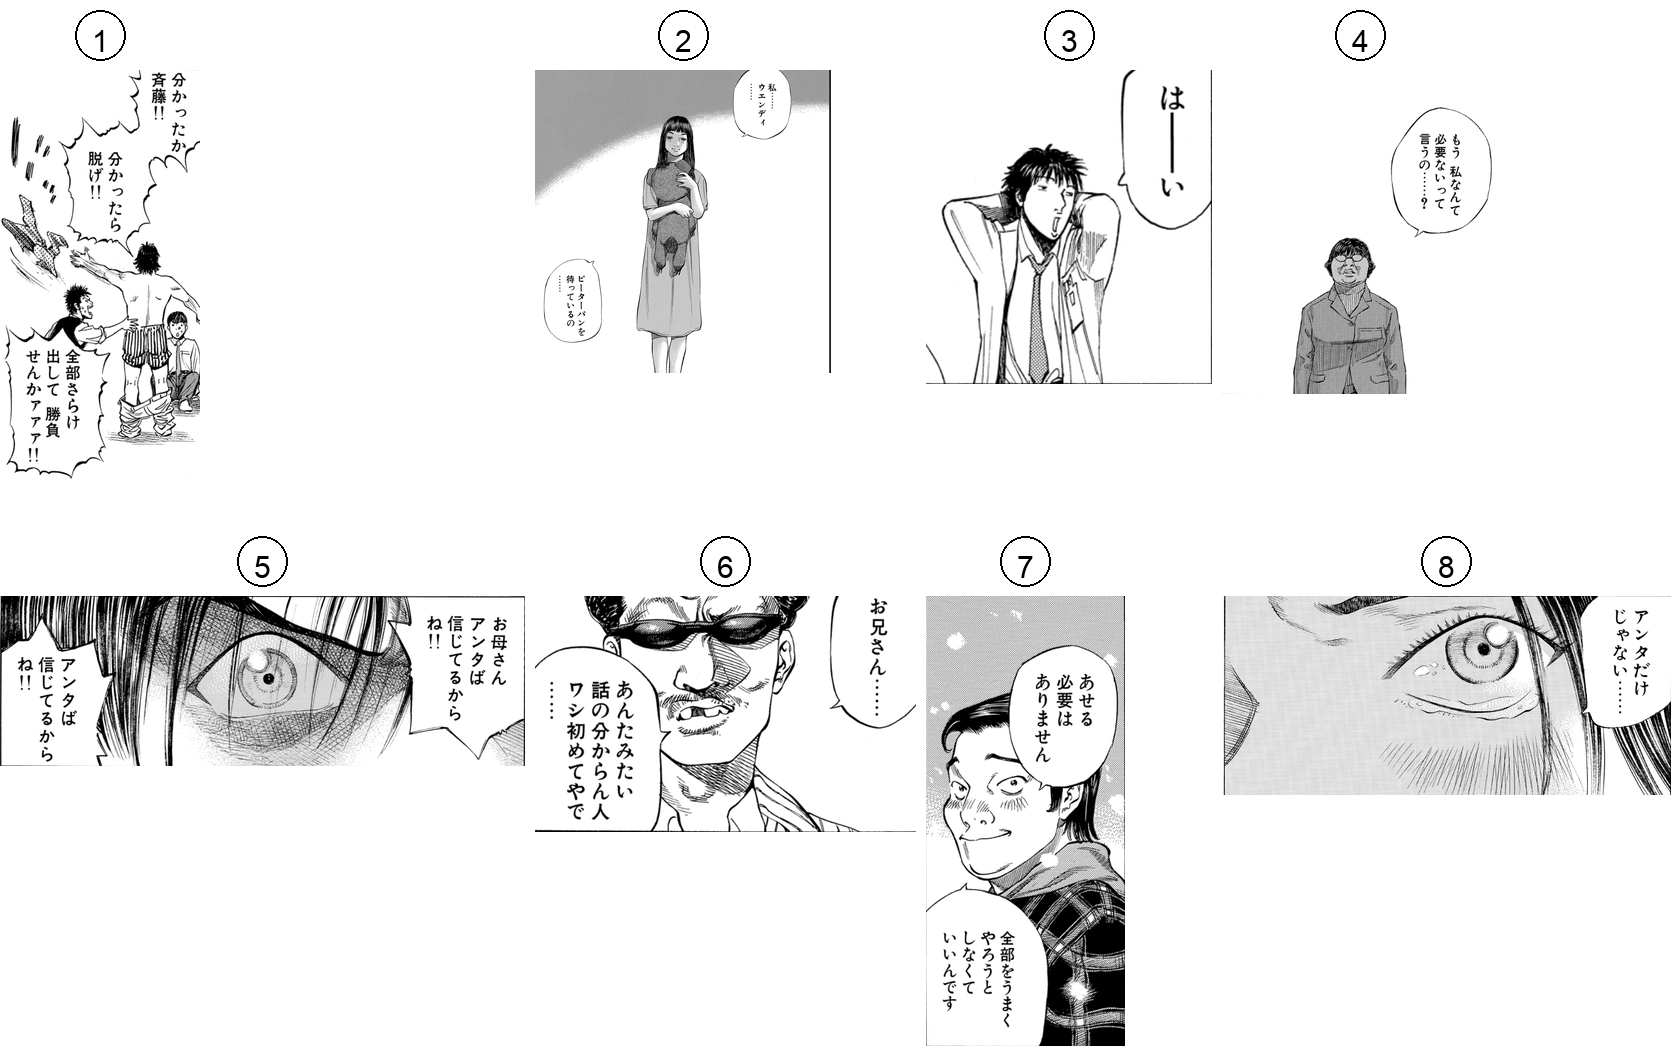 1
分かったか
斉藤!!
分かったら
脱げ!!
全部さらけ
出して 勝負
せんかァァァ!!
2
私……
ウエンディ
……
ピーターパンを
待っているの
……
3
はーーい
4
もう 私なんて
必要ないって
言うの……?
5
お母さん
アンタば
信じてるから
ね!!
アンタば
信じてるから
ね!!
6
お兄さん……
あんたみたい
話の分からん人
ワシ初めてやで
……
7
あせる
必要は
ありません
全部をうまく
やろうと
しなくて
いいんです
8
アンタだけ
じゃない……